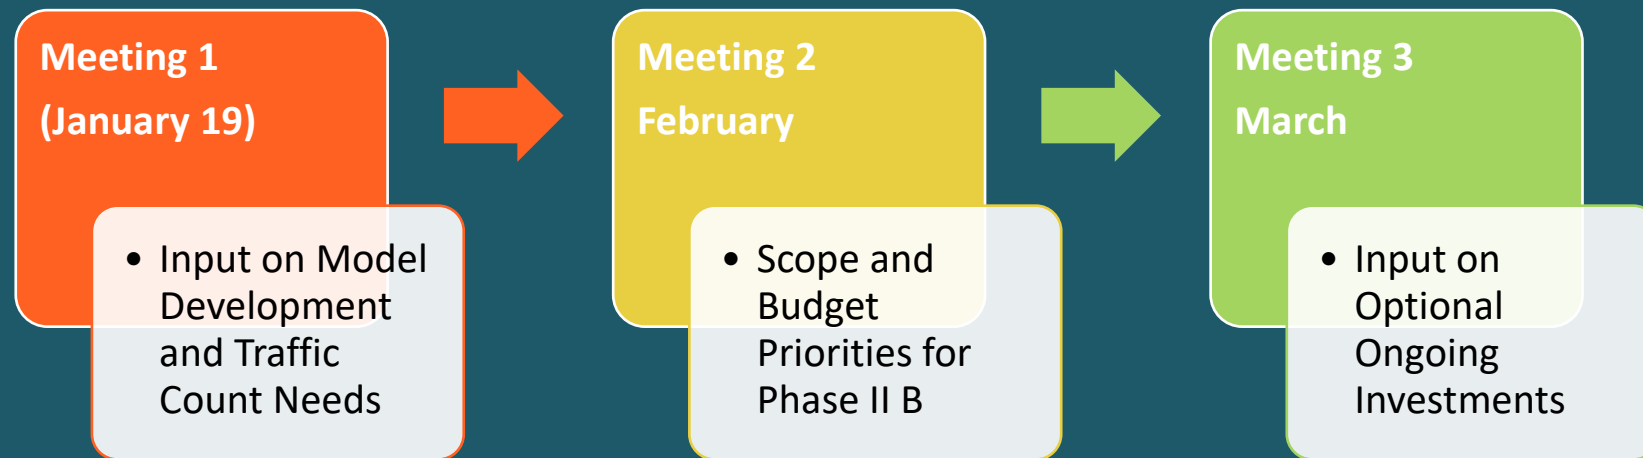 Meeting 1
(January 19)
• Input on Model
Development
and Traffic
Count Needs
Meeting 2
February
• Scope and
Budget
Priorities for
Phase II B
Meeting 3
March
• Input on
Optional
Ongoing
Investments